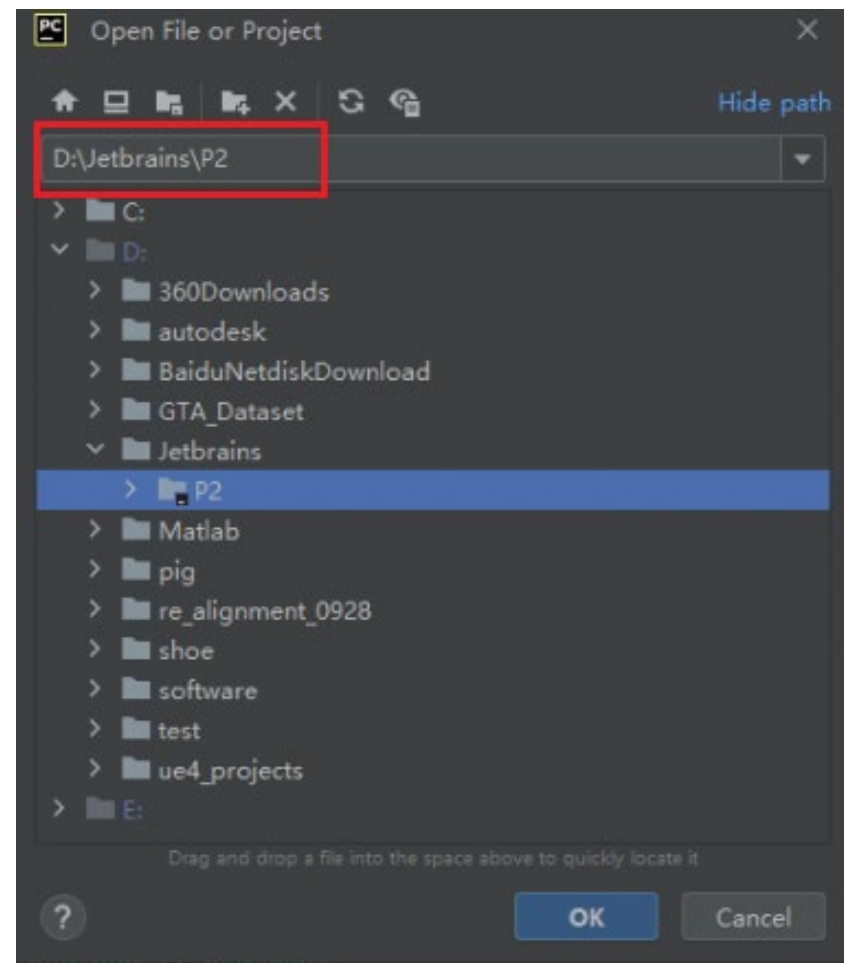 PC Open File or Project
Hide path
D:\Jetbrains\P2
C:
D:
360Downloads
autodesk
BaiduNetdiskDownload
GTA_Dataset
Jetbrains
P2
Matlab
pig
re_alignment_0928
shoe
software
test
ue4_projects
E:
Drag and drop a file into the space above to quickly locate it
? OK Cancel